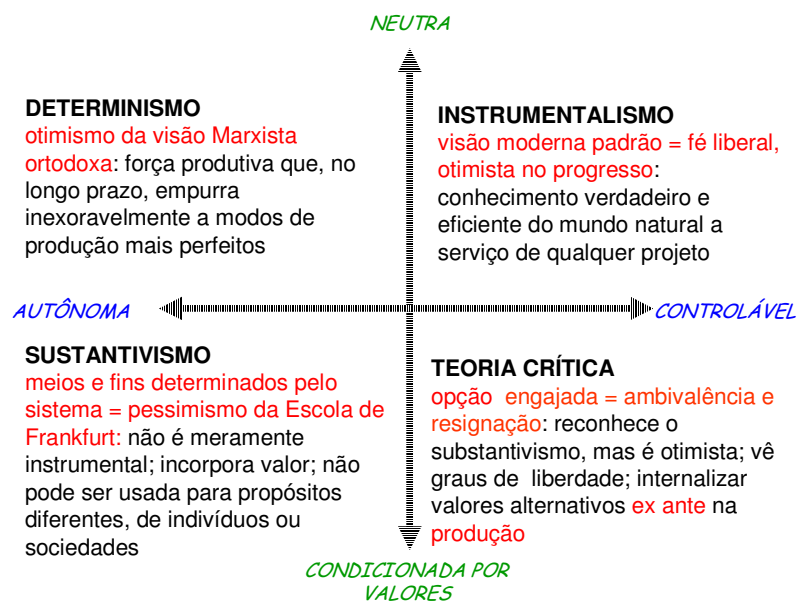 NEUTRA
DETERMINISMO
otimismo da visão Marxista
ortodoxa: força produtiva que, no
longo prazo, empurra
inexoravelmente a modos de
produção mais perfeitos
INSTRUMENTALISMO
visão moderna padrão = fé liberal,
otimista no progresso:
conhecimento verdadeiro e
eficiente do mundo natural a
serviço de qualquer projeto
AUTÔNOMA
CONTROLÁVEL
SUSTANTIVISMO
meios e fins determinados pelo
sistema = pessimismo da Escola de
Frankfurt: não é meramente
instrumental; incorpora valor; não
pode ser usada para propósitos
diferentes, de indivíduos ou
sociedades
TEORIA CRÍTICA
opção engajada = ambivalência e
resignação: reconhece o
substantivismo, mas é otimista; vê
graus de liberdade; internalizar
valores alternativos ex ante na
produção
CONDICIONADA POR
VALORES